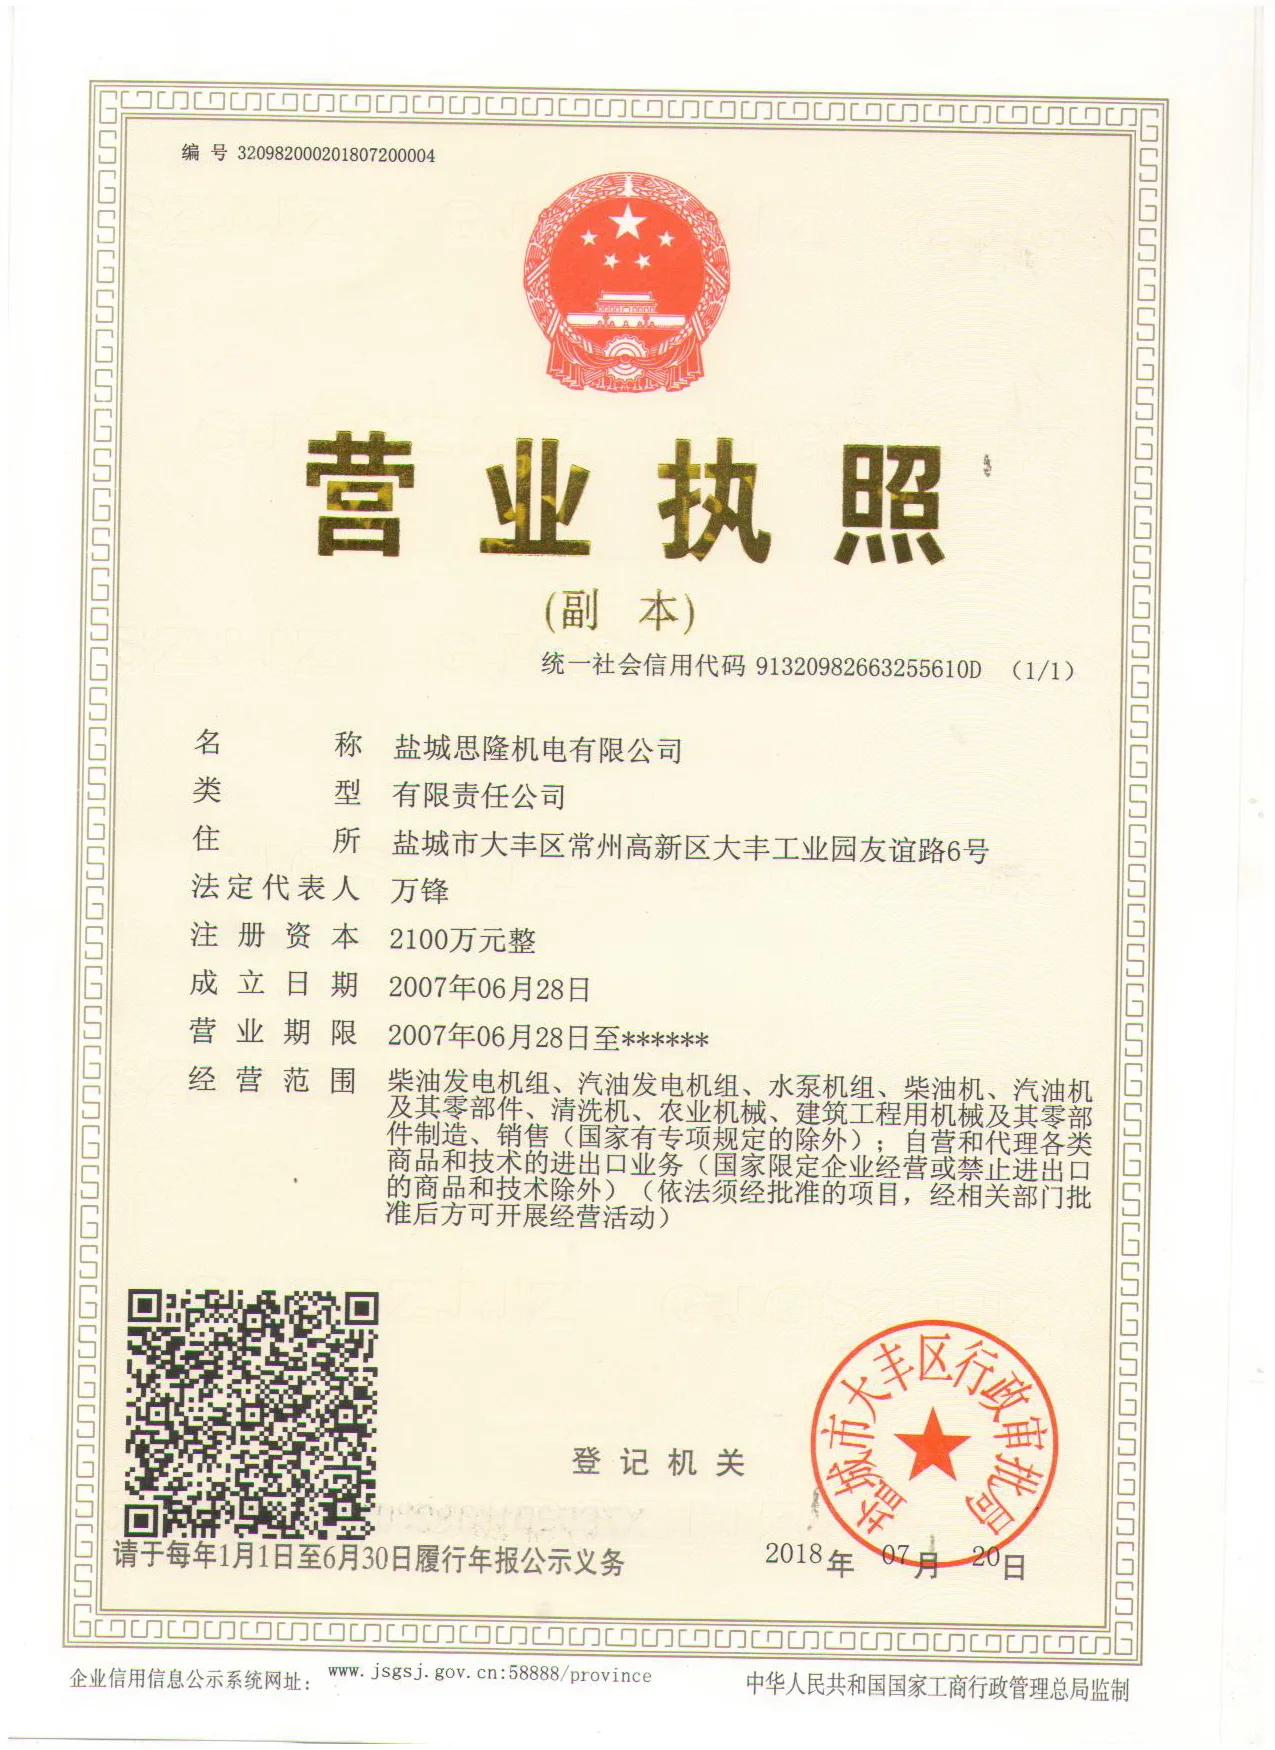 编 号 320982000201807200004
营业执照
(副 本)
统一社会信用代码 91320982663255610D （1/1）
名 称 盐城思隆机电有限公司
类 型 有限责任公司
住 所 盐城市大丰区常州高新区大丰工业园友谊路6号
法定代表人 万锋
注册资本 2100万元整
成立日期 2007年06月28日
营业期限 2007年06月28日至******
经营范围 柴油发电机组、汽油发电机组、水泵机组、柴油机、汽油机
及其零部件、清洗机、农业机械、建筑工程用机械及其零部
件制造、销售（国家有专项规定的除外）；自营和代理各类
商品和技术的进出口业务（国家限定企业经营或禁止进出口
的商品和技术除外）（依法须经批准的项目，经相关部门批
准后方可开展经营活动）
登记机关
盐城市大丰区行政审批局
请于每年1月1日至6月30日履行年报公示义务
2018年 07月 20日
企业信用信息公示系统网址： www.jsgsj.gov.cn:58888/province
中华人民共和国国家工商行政管理总局监制